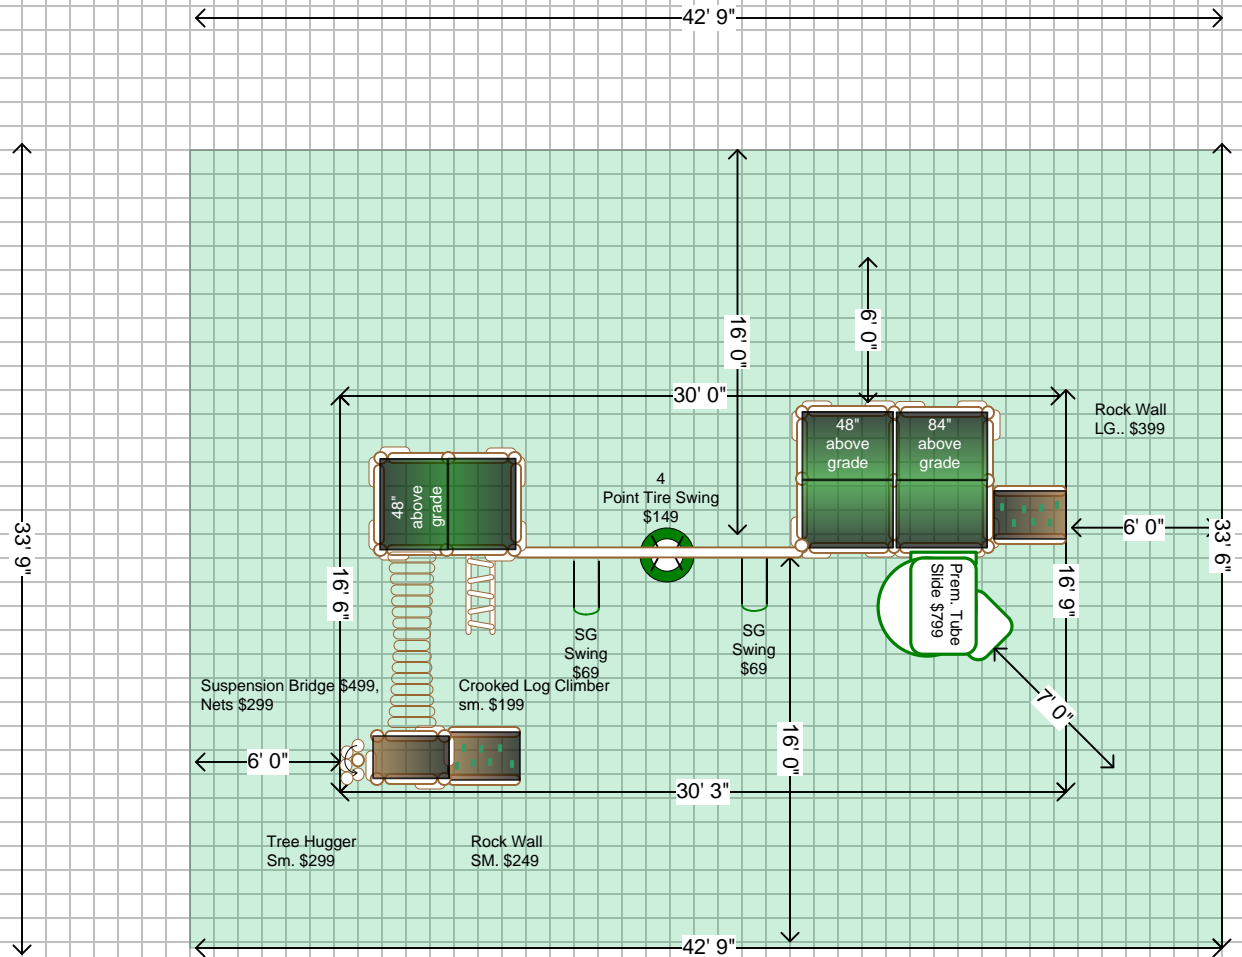 42' 9"
16' 0"
6' 0"
30' 0"
Rock Wall
LG.. $399
48"
above
grade
84"
above
grade
48"
above
grade
4
Point Tire Swing
$149
33' 9"
6' 0"
33' 6"
16' 6"
16' 9"
Prem. Tube
Slide $799
SG
Swing
$69
SG
Swing
$69
Suspension Bridge $499,
Nets $299
Crooked Log Climber
sm. $199
7' 0"
16' 0"
6' 0"
30' 3"
Tree Hugger
Sm. $299
Rock Wall
SM. $249
42' 9"